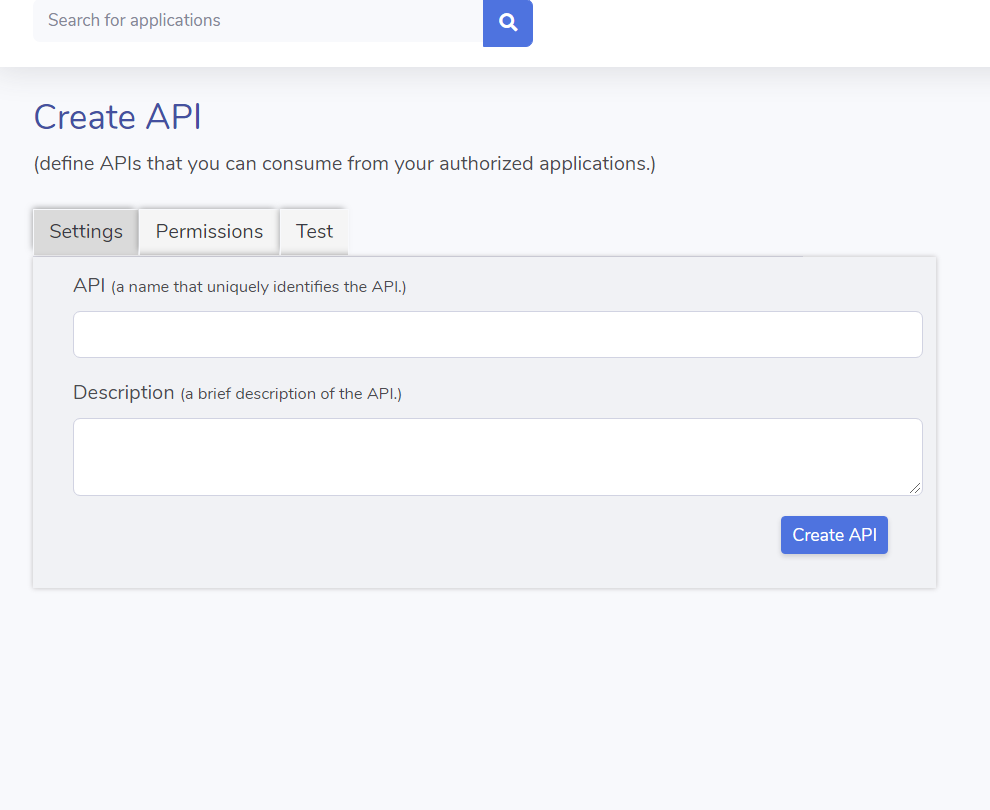 Search for applications
Create API
(define APIs that you can consume from your authorized applications.)
Settings Permissions Test
API (a name that uniquely identifies the API.)
Description (a brief description of the API.)
Create API